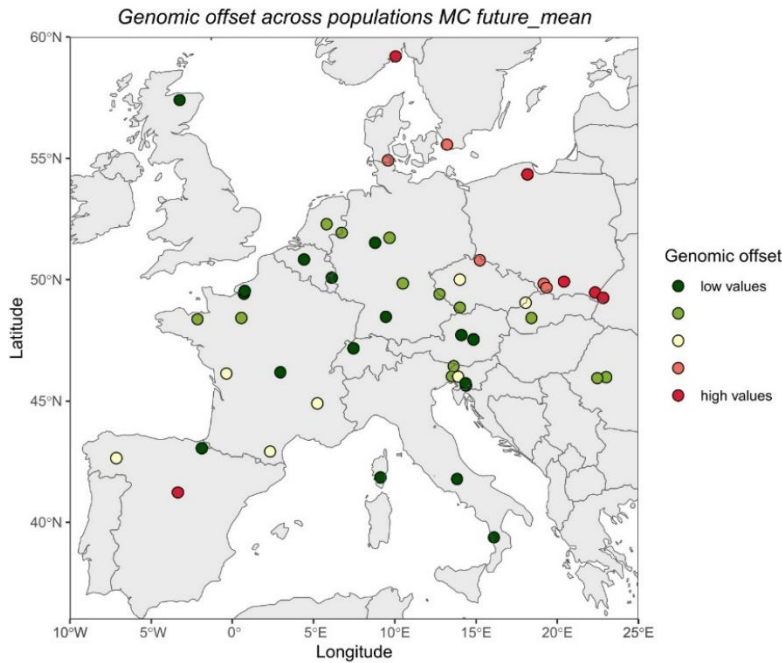 Genomic offset across populations MC future_mean
60°N
55°N
50°N
45°N
40°N
Latitude
10°W 5°W 0° 5°E 10°E 15°E 20°E 25°E
Longitude
Genomic offset
low values
high values